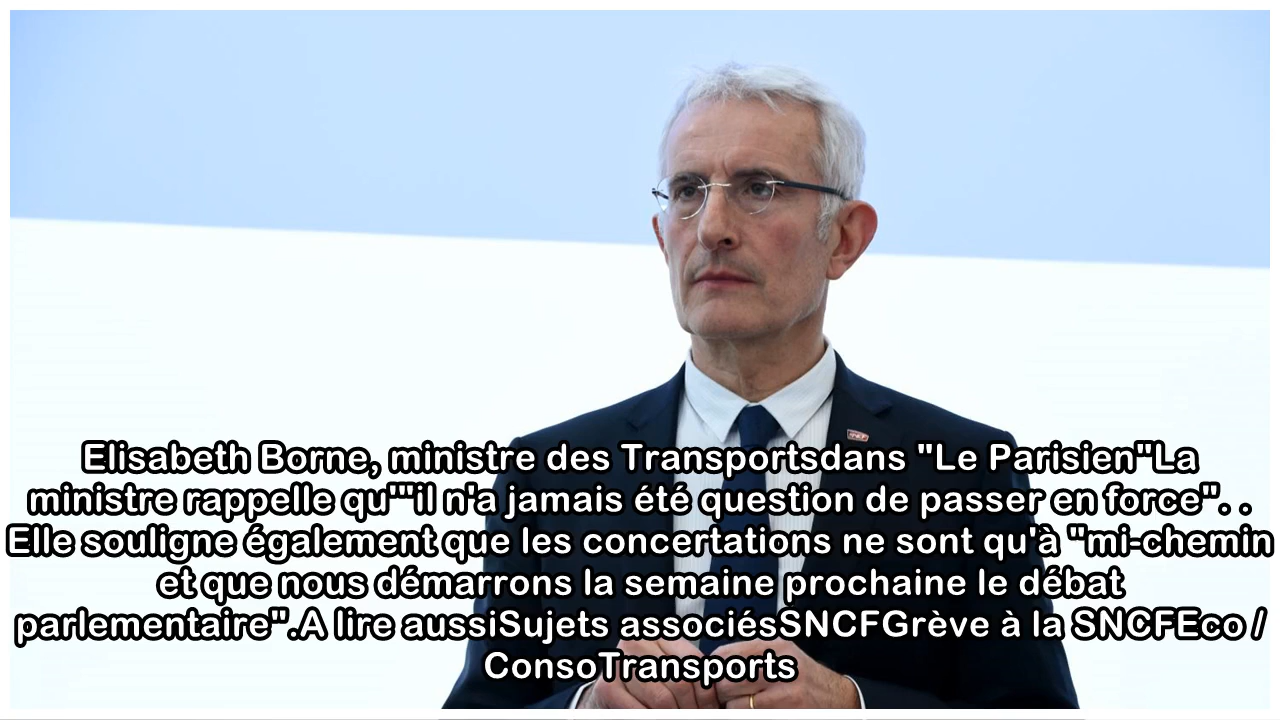 Elisabeth Borne, ministre des Transportsdans "Le Parisien"La
ministre rappelle qu'"il n'a jamais été question de passer en force". .
Elle souligne également que les concertations ne sont qu'à "mi-chemin
et que nous démarrons la semaine prochaine le débat
parlementaire".A lire aussiSujets associésSNCFGrève à la SNCFEco /
ConsoTransports